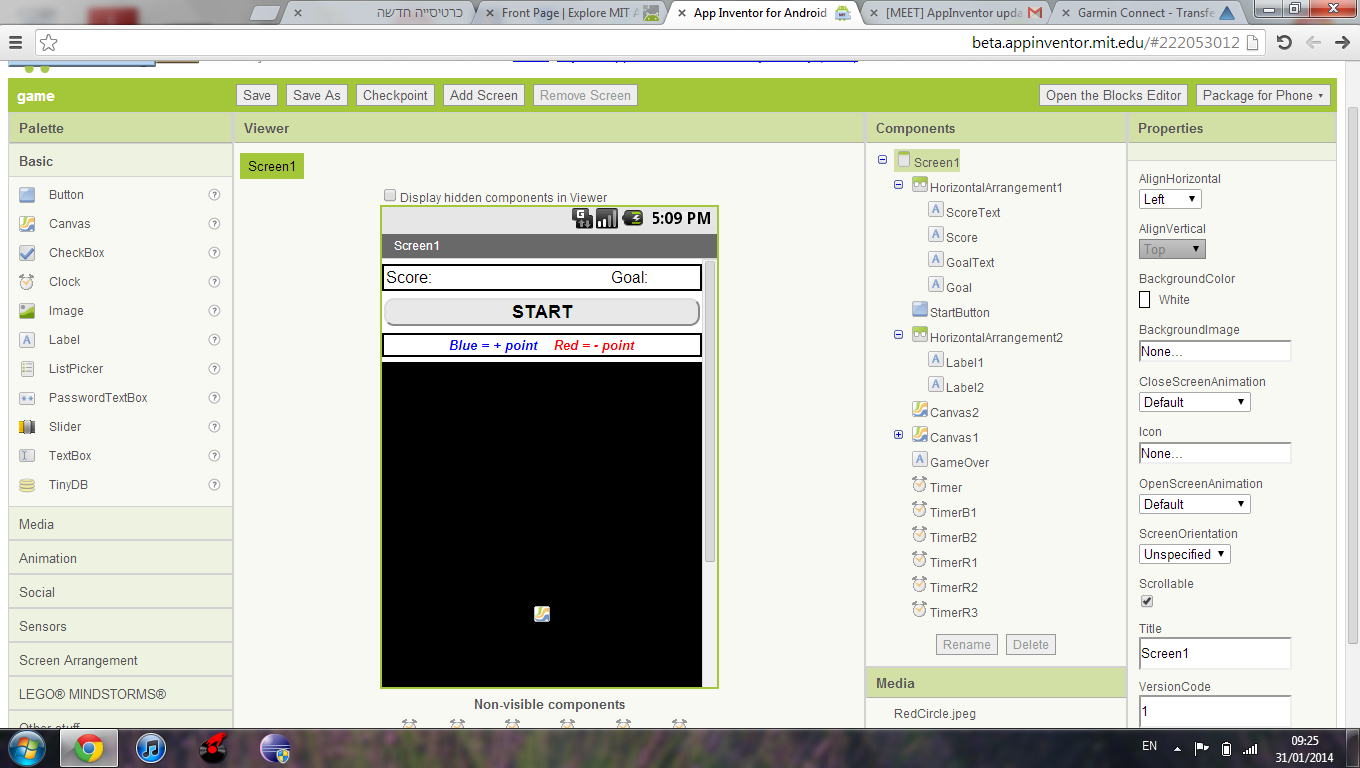 כרטיסייה חדשה
Front Page | Explore MIT A
App Inventor for Android
[MEET] AppInventor upda
Garmin Connect - Transfe
beta.appinventor.mit.edu/#222053012
game
Save
Save As
Checkpoint
Add Screen
Remove Screen
Open the Blocks Editor
Package for Phone
Palette
Basic
Button
?
Canvas
?
CheckBox
?
Clock
?
Image
?
Label
?
ListPicker
?
PasswordTextBox
?
Slider
?
TextBox
?
TinyDB
?
Media
Animation
Social
Sensors
Screen Arrangement
LEGO® MINDSTORMS®
Other stuff
Viewer
Screen1
Display hidden components in Viewer
5:09 PM
Screen1
Score: Goal:
START
Blue = + point Red = - point
Non-visible components
Components
Screen1
HorizontalArrangement1
ScoreText
Score
GoalText
Goal
StartButton
HorizontalArrangement2
Label1
Label2
Canvas2
Canvas1
GameOver
Timer
TimerB1
TimerB2
TimerR1
TimerR2
TimerR3
Rename
Delete
Media
RedCircle.jpeg
Properties
AlignHorizontal
Left
AlignVertical
Top
BackgroundColor
White
BackgroundImage
None...
CloseScreenAnimation
Default
Icon
None...
OpenScreenAnimation
Default
ScreenOrientation
Unspecified
Scrollable
Title
Screen1
VersionCode
1
EN
09:25
31/01/2014